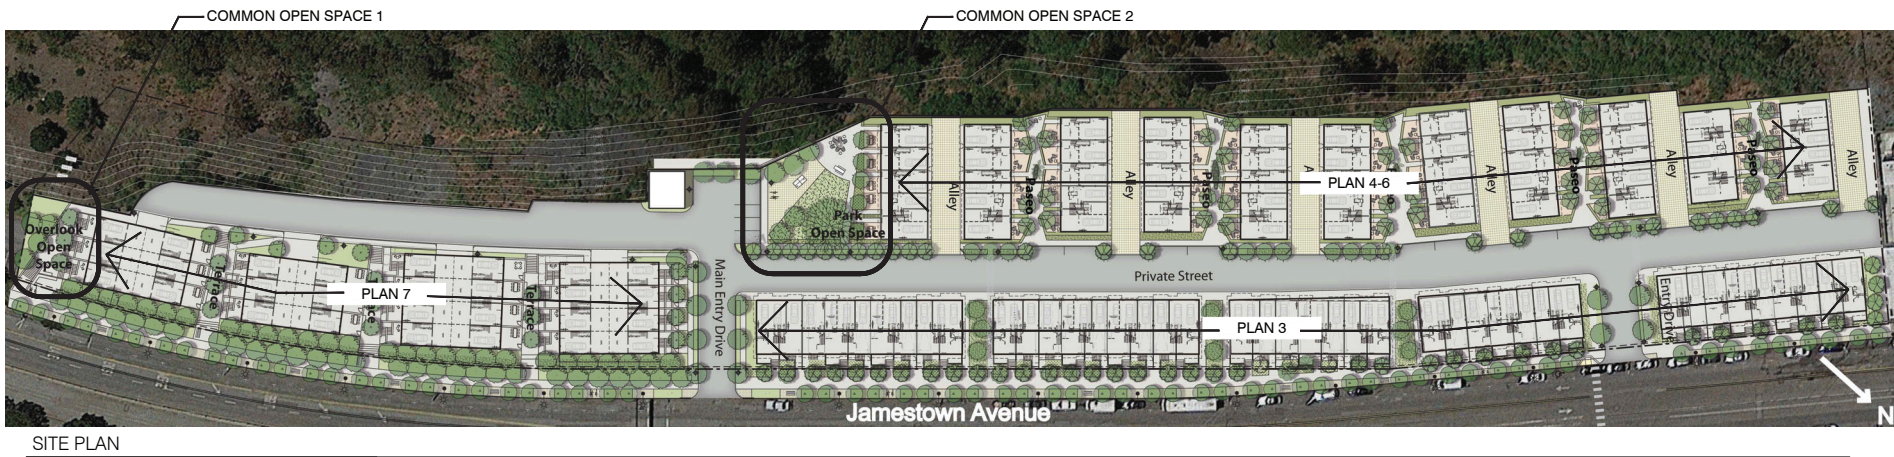 COMMON OPEN SPACE 1
COMMON OPEN SPACE 2
Overlook
Open
Space
Terrace
PLAN 7
Terrace
Main Entry Drive
Park
Open Space
Alley
Paseo
Alley
Paseo
PLAN 4-6
Alley
Paseo
Alley
Paseo
Alley
Private Street
PLAN 3
Entry Drive
Jamestown Avenue
N
SITE PLAN